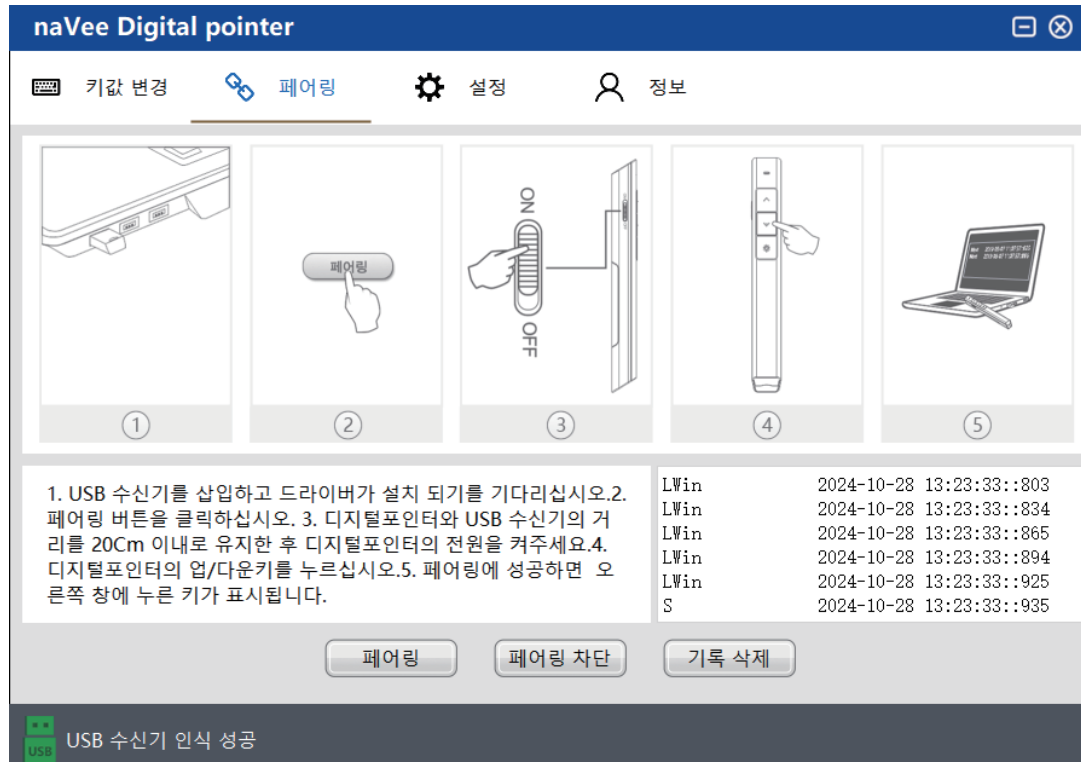 naVee Digital pointer
키값 변경 페어링 설정 정보
페어링
ON
OFF
1 2 3 4 5
1. USB 수신기를 삽입하고 드라이버가 설치 되기를 기다리십시오.2.
페어링 버튼을 클릭하십시오. 3. 디지털포인터와 USB 수신기의 거
리를 20Cm 이내로 유지한 후 디지털포인터의 전원을 켜주세요.4.
디지털포인터의 업/다운키를 누르십시오.5. 페어링에 성공하면 오
른쪽 창에 누른 키가 표시됩니다.
LWin 2024-10-28 13:23:33::803
LWin 2024-10-28 13:23:33::834
LWin 2024-10-28 13:23:33::865
LWin 2024-10-28 13:23:33::894
LWin 2024-10-28 13:23:33::925
S 2024-10-28 13:23:33::935
페어링 페어링 차단 기록 삭제
USB USB 수신기 인식 성공